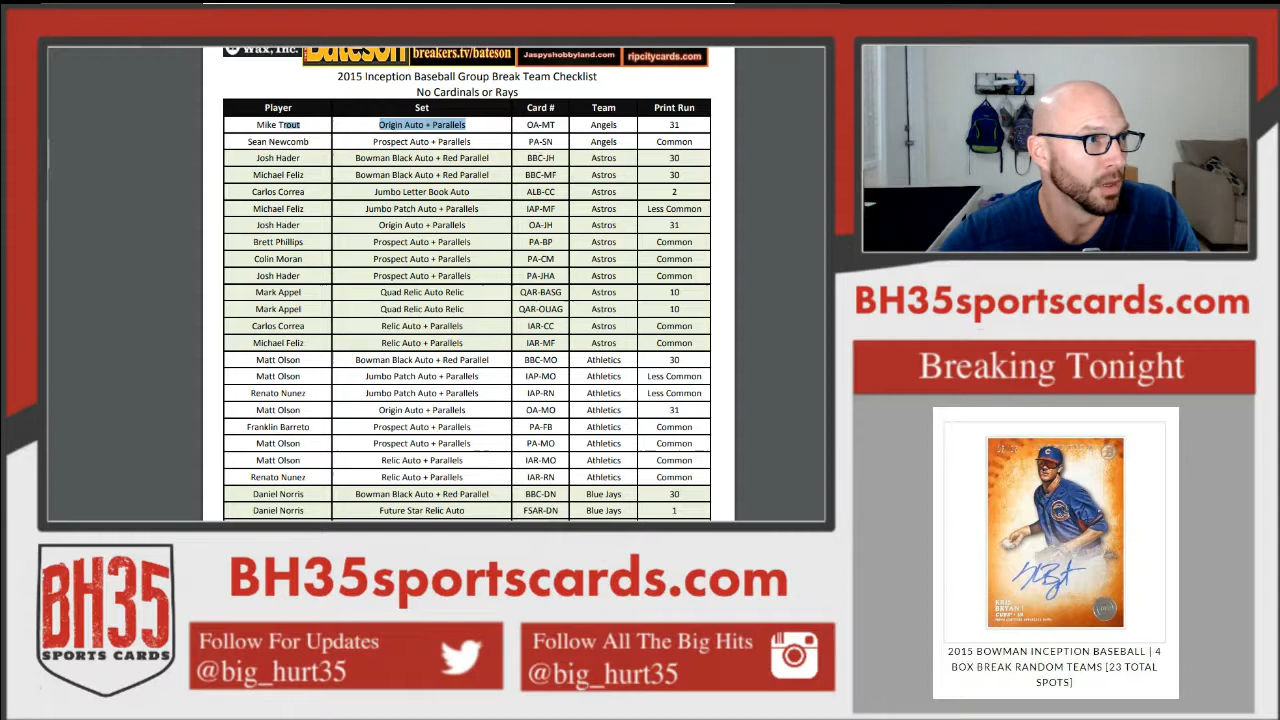 Wax, Inc. Bateson breakers.tv/bateson Jaspyshobbyland.com ripcitycards.com
2015 Inception Baseball Group Break Team Checklist
No Cardinals or Rays
Player Set Card # Team Print Run
Mike Trout Origin Auto + Parallels OA-MT Angels 31
Sean Newcomb Prospect Auto + Parallels PA-SN Angels Common
Josh Hader Bowman Black Auto + Red Parallel BBC-JH Astros 30
Michael Feliz Bowman Black Auto + Red Parallel BBC-MF Astros 30
Carlos Correa Jumbo Letter Book Auto ALB-CC Astros 2
Michael Feliz Jumbo Patch Auto + Parallels IAP-MF Astros Less Common
Josh Hader Origin Auto + Parallels OA-JH Astros 31
Brett Phillips Prospect Auto + Parallels PA-BP Astros Common
Colin Moran Prospect Auto + Parallels PA-CM Astros Common
Josh Hader Prospect Auto + Parallels PA-JHA Astros Common
Mark Appel Quad Relic Auto Relic QAR-BASG Astros 10
Mark Appel Quad Relic Auto Relic QAR-OUAG Astros 10
Carlos Correa Relic Auto + Parallels IAR-CC Astros Common
Michael Feliz Relic Auto + Parallels IAR-MF Astros Common
Matt Olson Bowman Black Auto + Red Parallel BBC-MO Athletics 30
Matt Olson Jumbo Patch Auto + Parallels IAP-MO Athletics Less Common
Renato Nunez Jumbo Patch Auto + Parallels IAP-RN Athletics Less Common
Matt Olson Origin Auto + Parallels OA-MO Athletics 31
Franklin Barreto Prospect Auto + Parallels PA-FB Athletics Common
Matt Olson Prospect Auto + Parallels PA-MO Athletics Common
Matt Olson Relic Auto + Parallels IAR-MO Athletics Common
Renato Nunez Relic Auto + Parallels IAR-RN Athletics Common
Daniel Norris Bowman Black Auto + Red Parallel BBC-DN Blue Jays 30
Daniel Norris Future Star Relic Auto FSAR-DN Blue Jays 1
BH35sportscards.com
Breaking Tonight
KRIS
BRYANT
2015 BOWMAN INCEPTION BASEBALL | 4
BOX BREAK RANDOM TEAMS [23 TOTAL
SPOTS]
BH35
SPORTS CARDS
BH35sportscards.com
Follow For Updates
@big_hurt35
Follow All The Big Hits
@big_hurt35